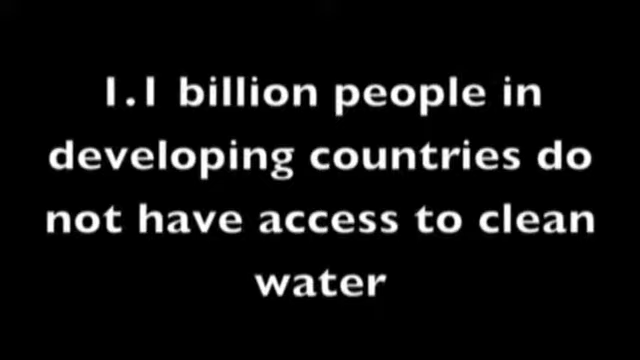 1.1 billion people in
developing countries do
not have access to clean
water